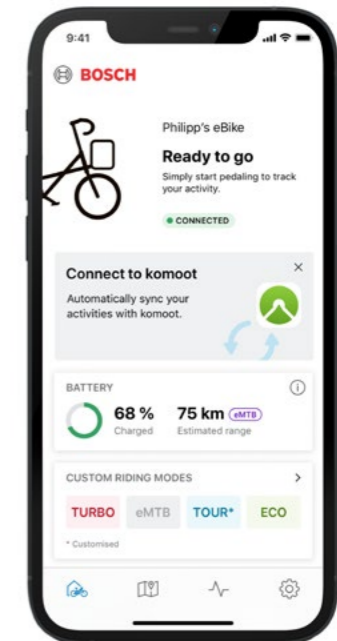 9:41
BOSCH
Philipp's eBike
Ready to go
Simply start pedaling to track
your activity.
CONNECTED
Connect to komoot
Automatically sync your
activities with komoot.
BATTERY
68 % 75 km eMTB
Charged Estimated range
CUSTOM RIDING MODES
TURBO eMTB TOUR* ECO
* Customised